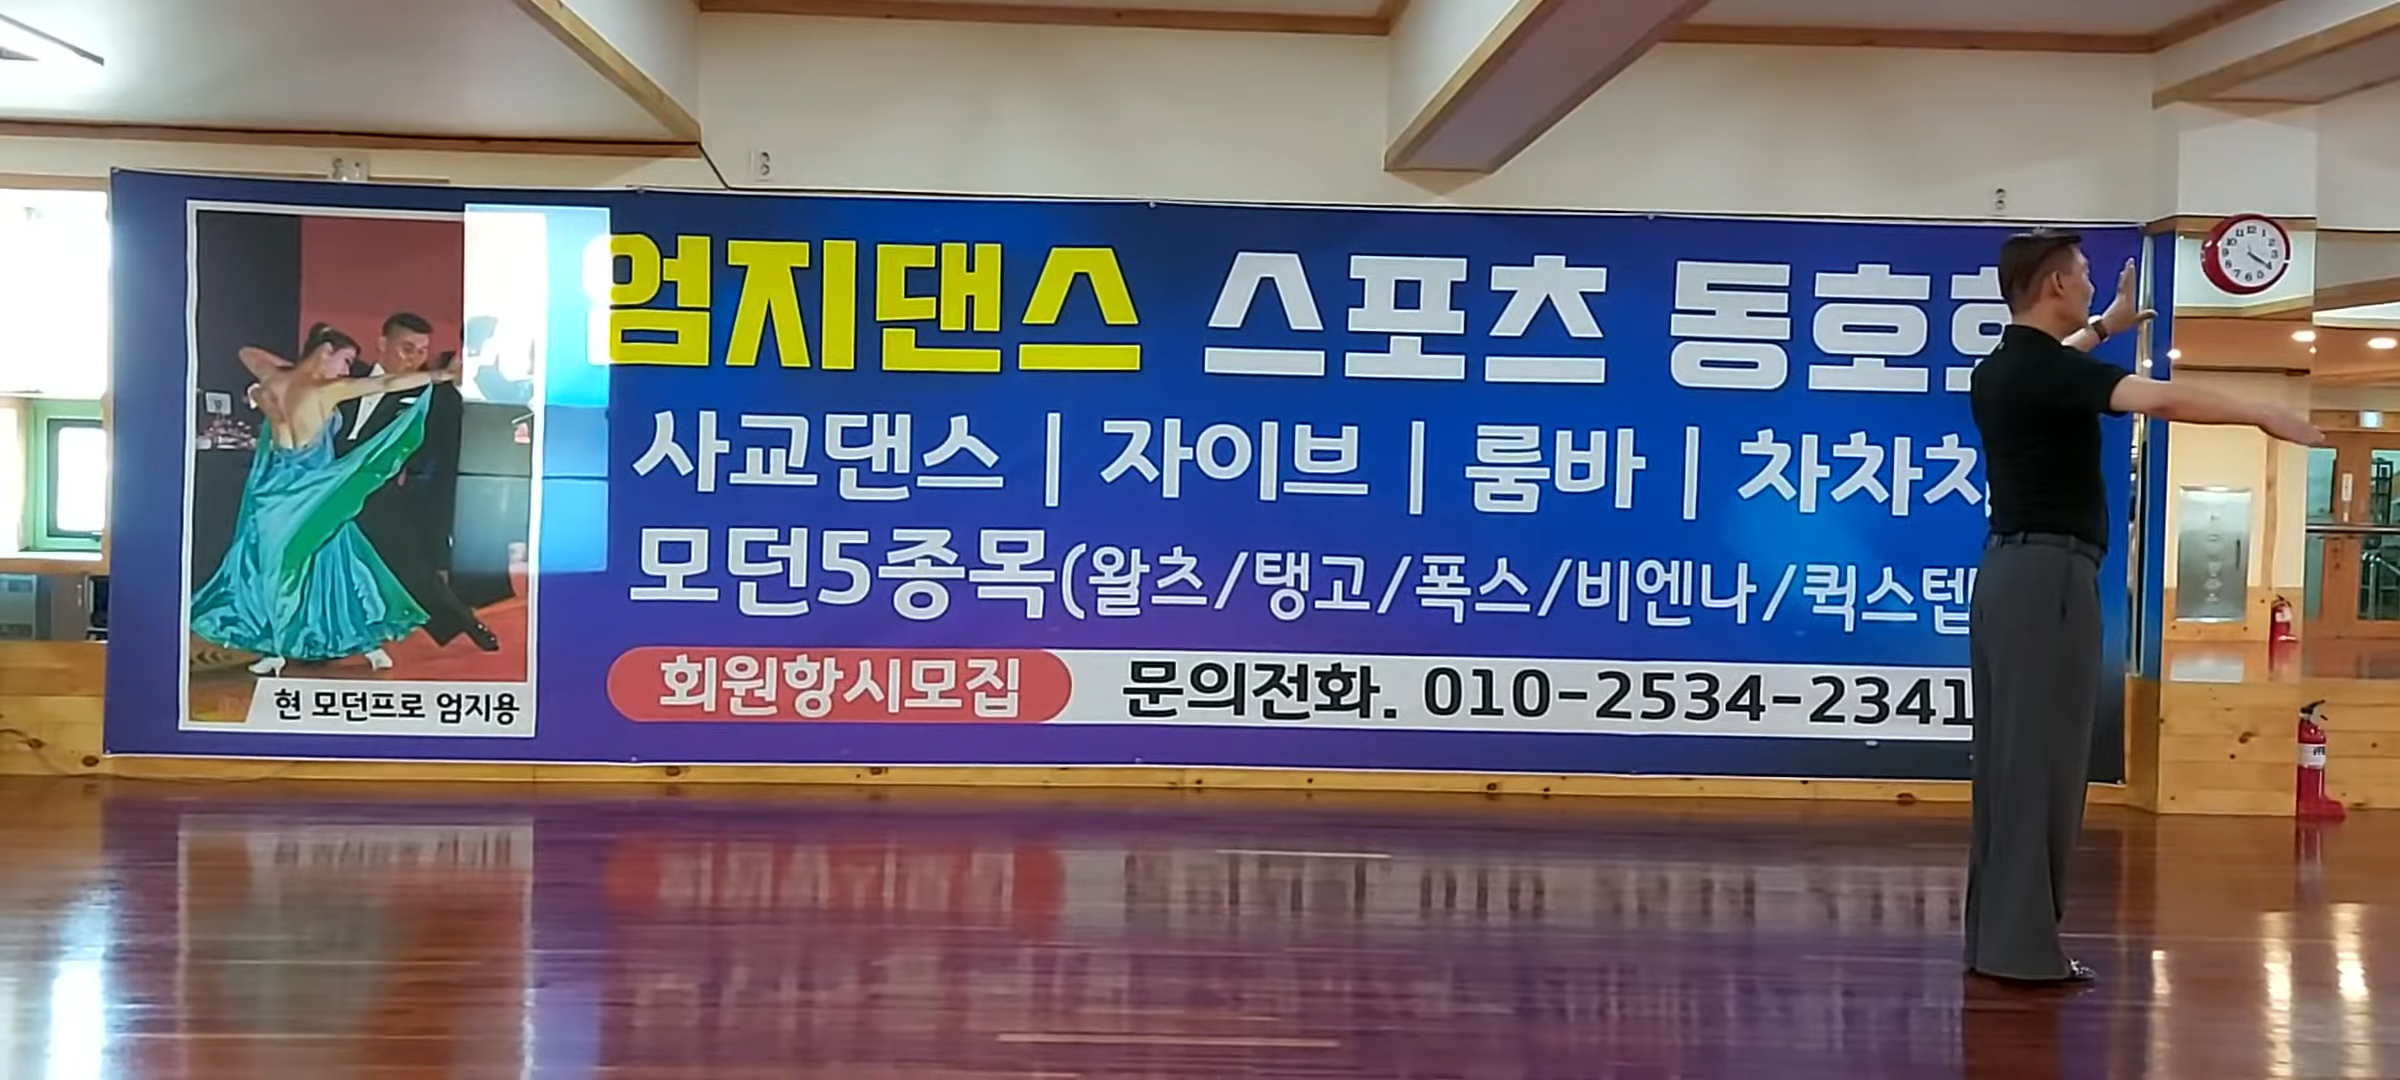 엄지댄스 스포츠 동호회
사교댄스 | 자이브 | 룸바 | 차차차
모던5종목(왈츠/탱고/폭스/비엔나/퀵스텝
회원항시모집 문의전화. 010-2534-2341
현 모던프로 엄지용